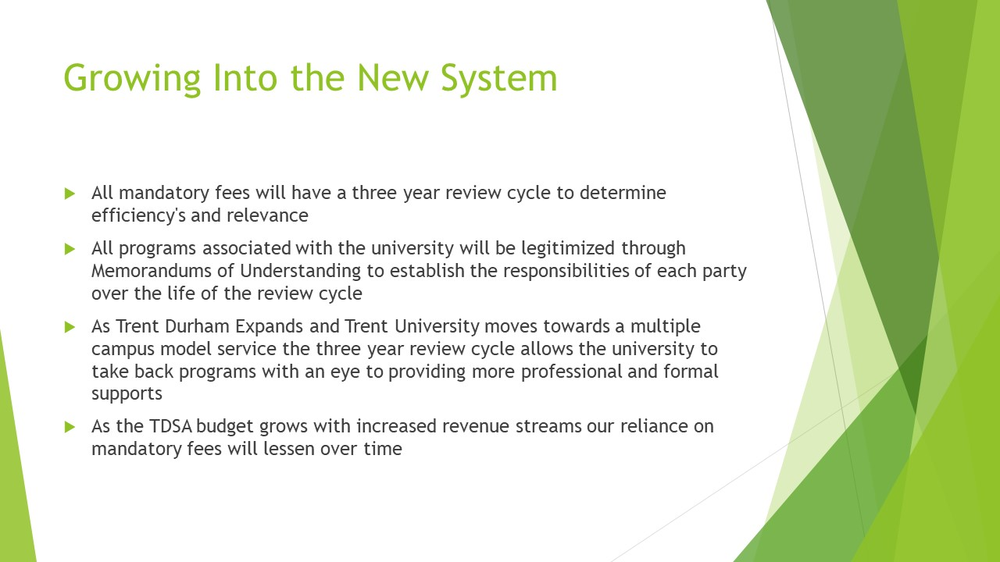 Growing Into the New System
All mandatory fees will have a three year review cycle to determine
efficiency's and relevance
All programs associated with the university will be legitimized through
Memorandums of Understanding to establish the responsibilities of each party
over the life of the review cycle
As Trent Durham Expands and Trent University moves towards a multiple
campus model service the three year review cycle allows the university to
take back programs with an eye to providing more professional and formal
supports
As the TDSA budget grows with increased revenue streams our reliance on
mandatory fees will lessen over time